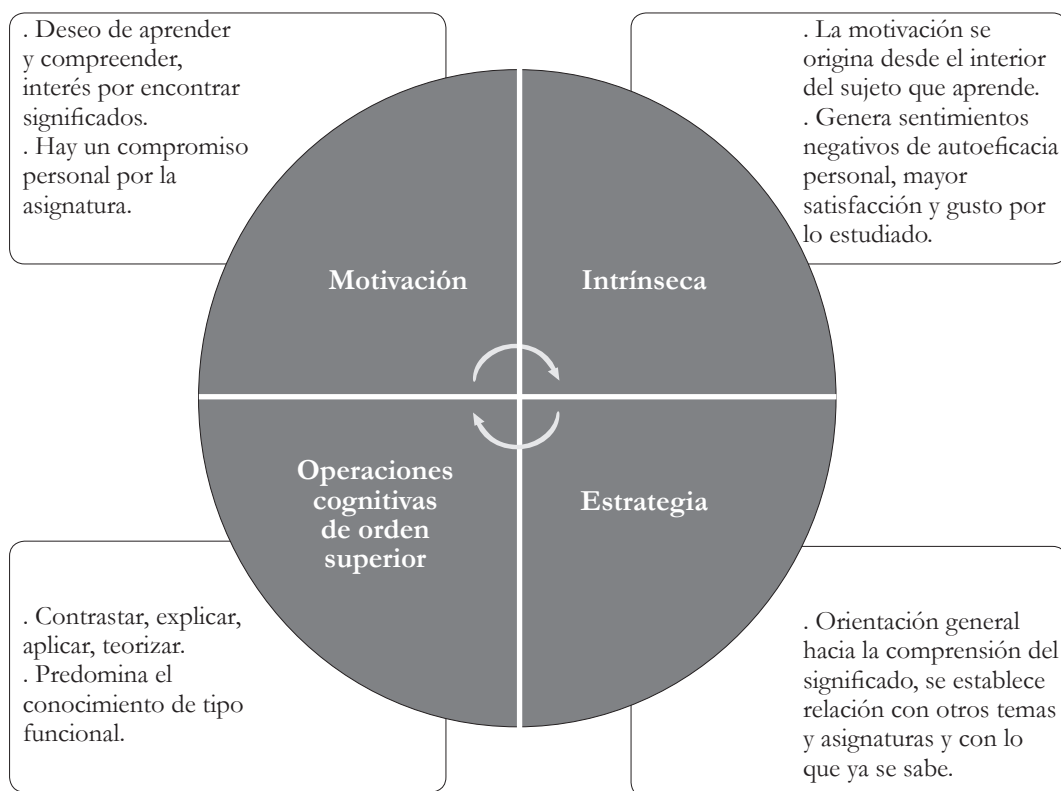 . Deseo de aprender
y compreender,
interés por encontrar
significados.
. Hay un compromiso
personal por la
asignatura.
. La motivación se
origina desde el interior
del sujeto que aprende.
. Genera sentimientos
negativos de autoeficacia
personal, mayor
satisfacción y gusto por
lo estudiado.
Motivación
Intrínseca
Operaciones
cognitivas
de orden
superior
Estrategia
. Contrastar, explicar,
aplicar, teorizar.
. Predomina el
conocimiento de tipo
funcional.
. Orientación general
hacia la comprensión del
significado, se establece
relación con otros temas
y asignaturas y con lo
que ya se sabe.